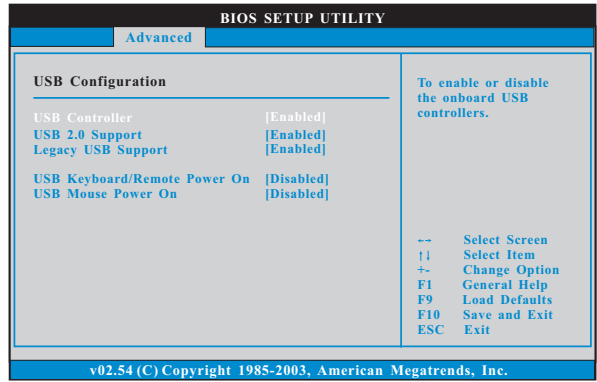 BIOS SETUP UTILITY
Advanced
USB Configuration
USB Controller [Enabled]
USB 2.0 Support [Enabled]
Legacy USB Support [Enabled]
USB Keyboard/Remote Power On [Disabled]
USB Mouse Power On [Disabled]
To enable or disable
the onboard USB
controllers.
←→ Select Screen
↑↓ Select Item
+- Change Option
F1 General Help
F9 Load Defaults
F10 Save and Exit
ESC Exit
v02.54 (C) Copyright 1985-2003, American Megatrends, Inc.